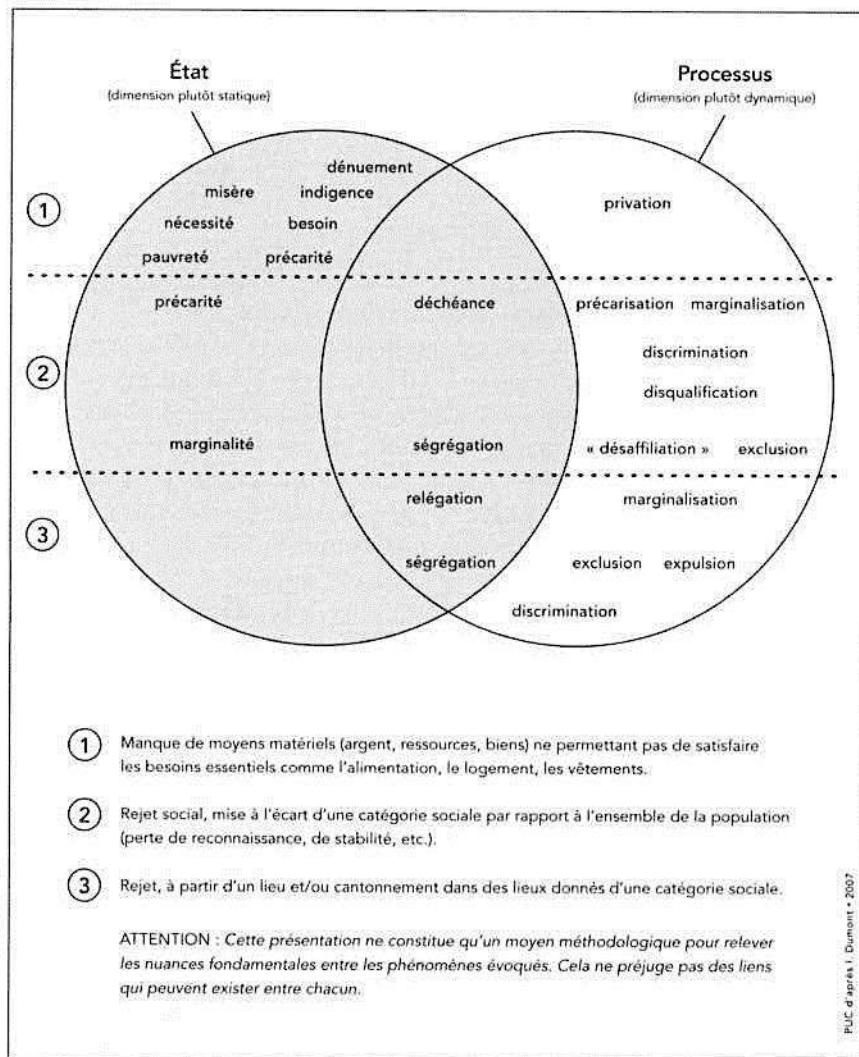 État
(dimension plutôt statique)
Processus
(dimension plutôt dynamique)
1
dénuement
misère indigence
privation
nécessité besoin
pauvreté précarité
2
précarité déchéance précarisation marginalisation
discrimination
disqualification
marginalité ségrégation « désaffiliation » exclusion
3
relégation marginalisation
ségrégation exclusion expulsion
discrimination
1 Manque de moyens matériels (argent, ressources, biens) ne permettant pas de satisfaire
les besoins essentiels comme l'alimentation, le logement, les vêtements.
2 Rejet social, mise à l'écart d'une catégorie sociale par rapport à l'ensemble de la population
(perte de reconnaissance, de stabilité, etc.).
3 Rejet, à partir d'un lieu et/ou cantonnement dans des lieux donnés d'une catégorie sociale.
ATTENTION : Cette présentation ne constitue qu'un moyen méthodologique pour relever
les nuances fondamentales entre les phénomènes évoqués. Cela ne préjuge pas des liens
qui peuvent exister entre chacun.
PUC d'après I. Dumont • 2007